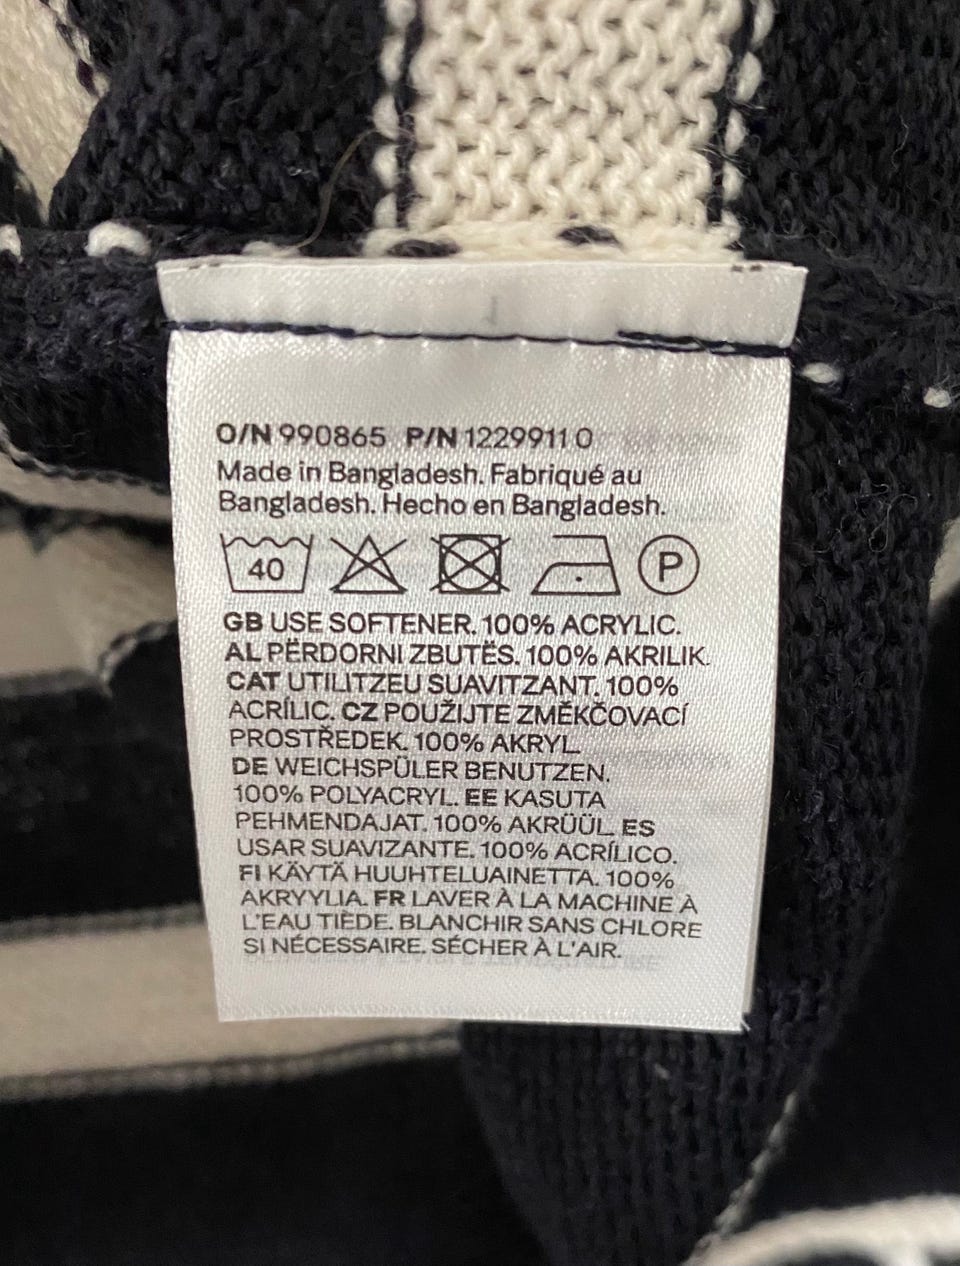 O/N 990865 P/N 1229911 0
Made in Bangladesh. Fabriqué au
Bangladesh. Hecho en Bangladesh.
40 P
GB USE SOFTENER. 100% ACRYLIC.
AL PËRDORNI ZBUTËS. 100% AKRILIK.
CAT UTILITZEU SUAVITZANT. 100%
ACRÍLIC. CZ POUŽIJTE ZMĚKČOVACÍ
PROSTŘEDEK. 100% AKRYL.
DE WEICHSPÜLER BENUTZEN.
100% POLYACRYL. EE KASUTA
PEHMENDAJAT. 100% AKRÜÜL. ES
USAR SUAVIZANTE. 100% ACRÍLICO.
FI KÄYTÄ HUUHTELUAINETTA. 100%
AKRYYLIA. FR LAVER À LA MACHINE À
L'EAU TIÈDE. BLANCHIR SANS CHLORE
SI NÉCESSAIRE. SÉCHER À L'AIR.